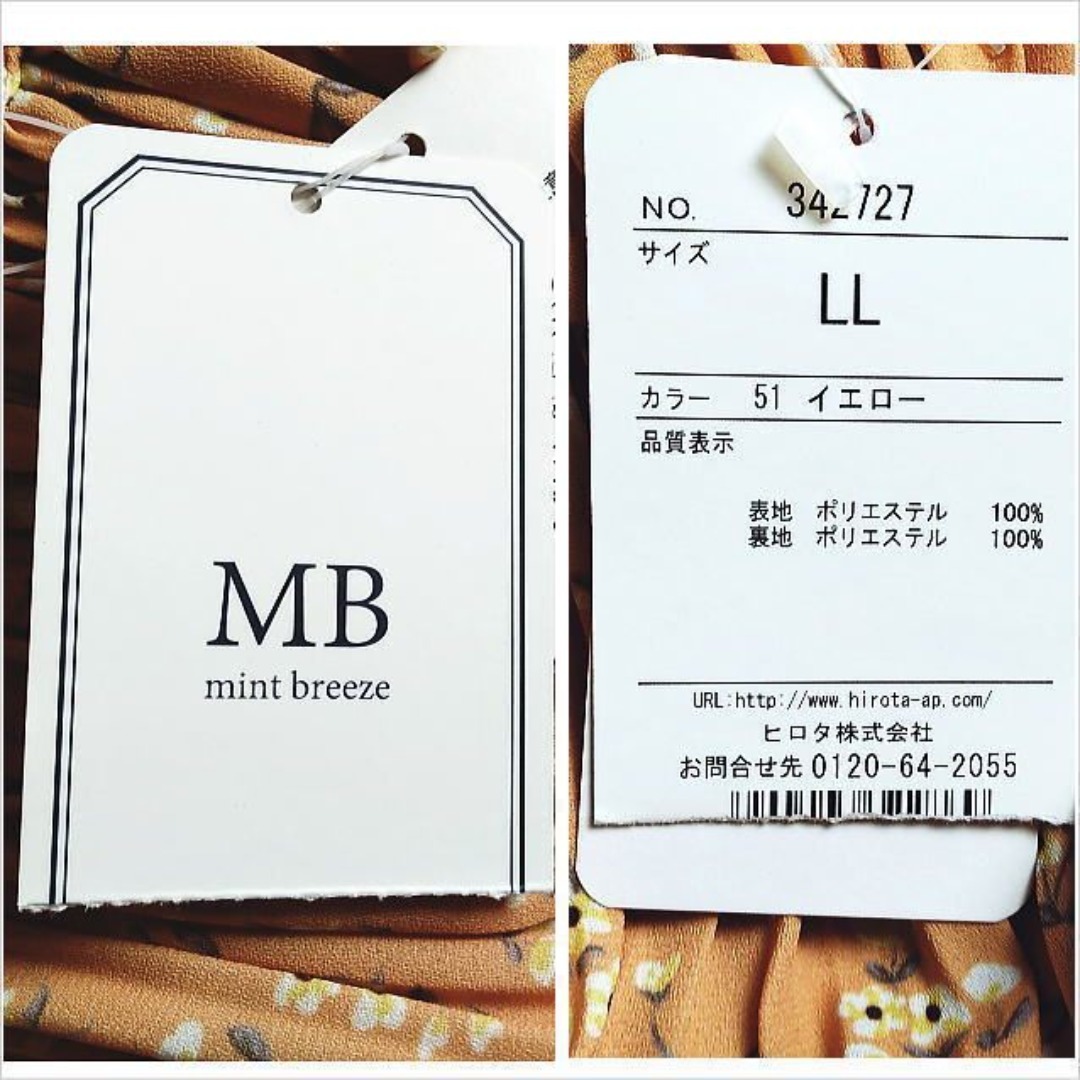 MB
mint breeze
NO.
サイズ
LL
カラー 51 イエロー
品質表示
表地 ポリエステル 100%
裏地 ポリエステル 100%
URL:http://www.hirota-ap.com/
ヒロタ株式会社
お問合せ先 0120-64-2055